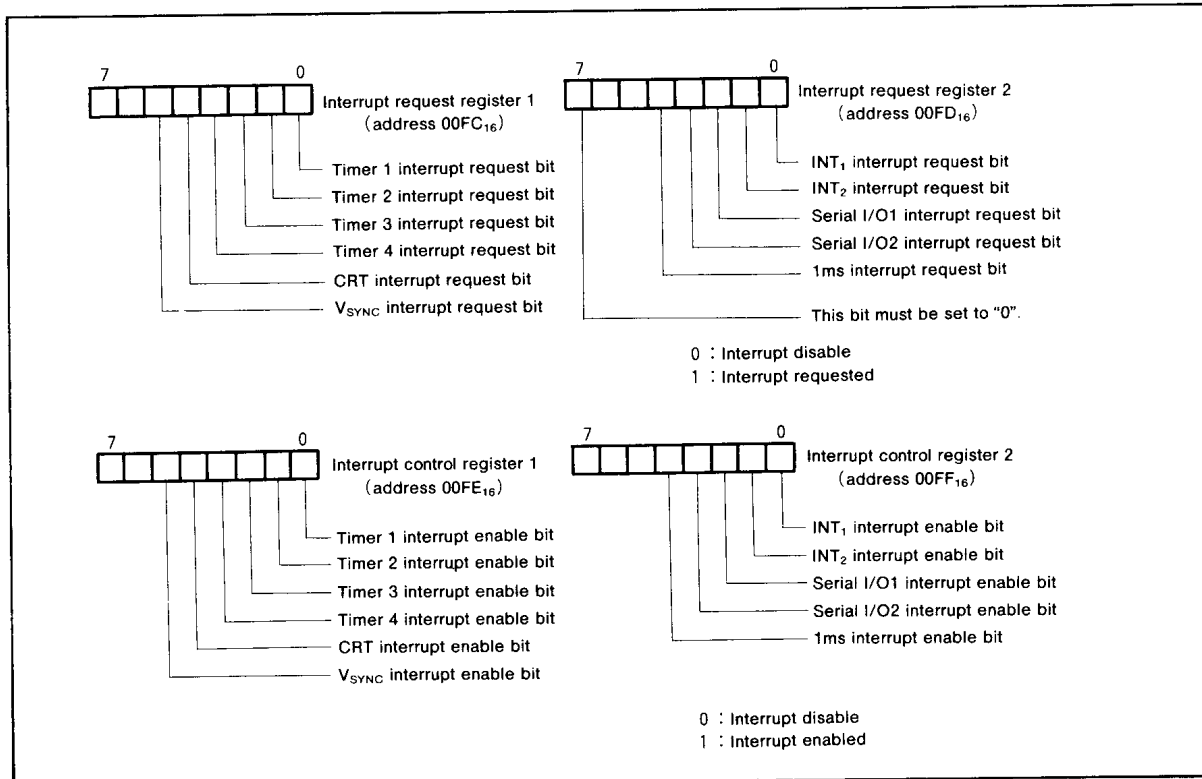 7 0
Interrupt request register 1
(address 00FC₁₆)
Timer 1 interrupt request bit
Timer 2 interrupt request bit
Timer 3 interrupt request bit
Timer 4 interrupt request bit
CRT interrupt request bit
V_SYNC interrupt request bit
7 0
Interrupt request register 2
(address 00FD₁₆)
INT₁ interrupt request bit
INT₂ interrupt request bit
Serial I/O1 interrupt request bit
Serial I/O2 interrupt request bit
1ms interrupt request bit
This bit must be set to “0”.
0 : Interrupt disable
1 : Interrupt requested
7 0
Interrupt control register 1
(address 00FE₁₆)
Timer 1 interrupt enable bit
Timer 2 interrupt enable bit
Timer 3 interrupt enable bit
Timer 4 interrupt enable bit
CRT interrupt enable bit
V_SYNC interrupt enable bit
7 0
Interrupt control register 2
(address 00FF₁₆)
INT₁ interrupt enable bit
INT₂ interrupt enable bit
Serial I/O1 interrupt enable bit
Serial I/O2 interrupt enable bit
1ms interrupt enable bit
0 : Interrupt disable
1 : Interrupt enabled